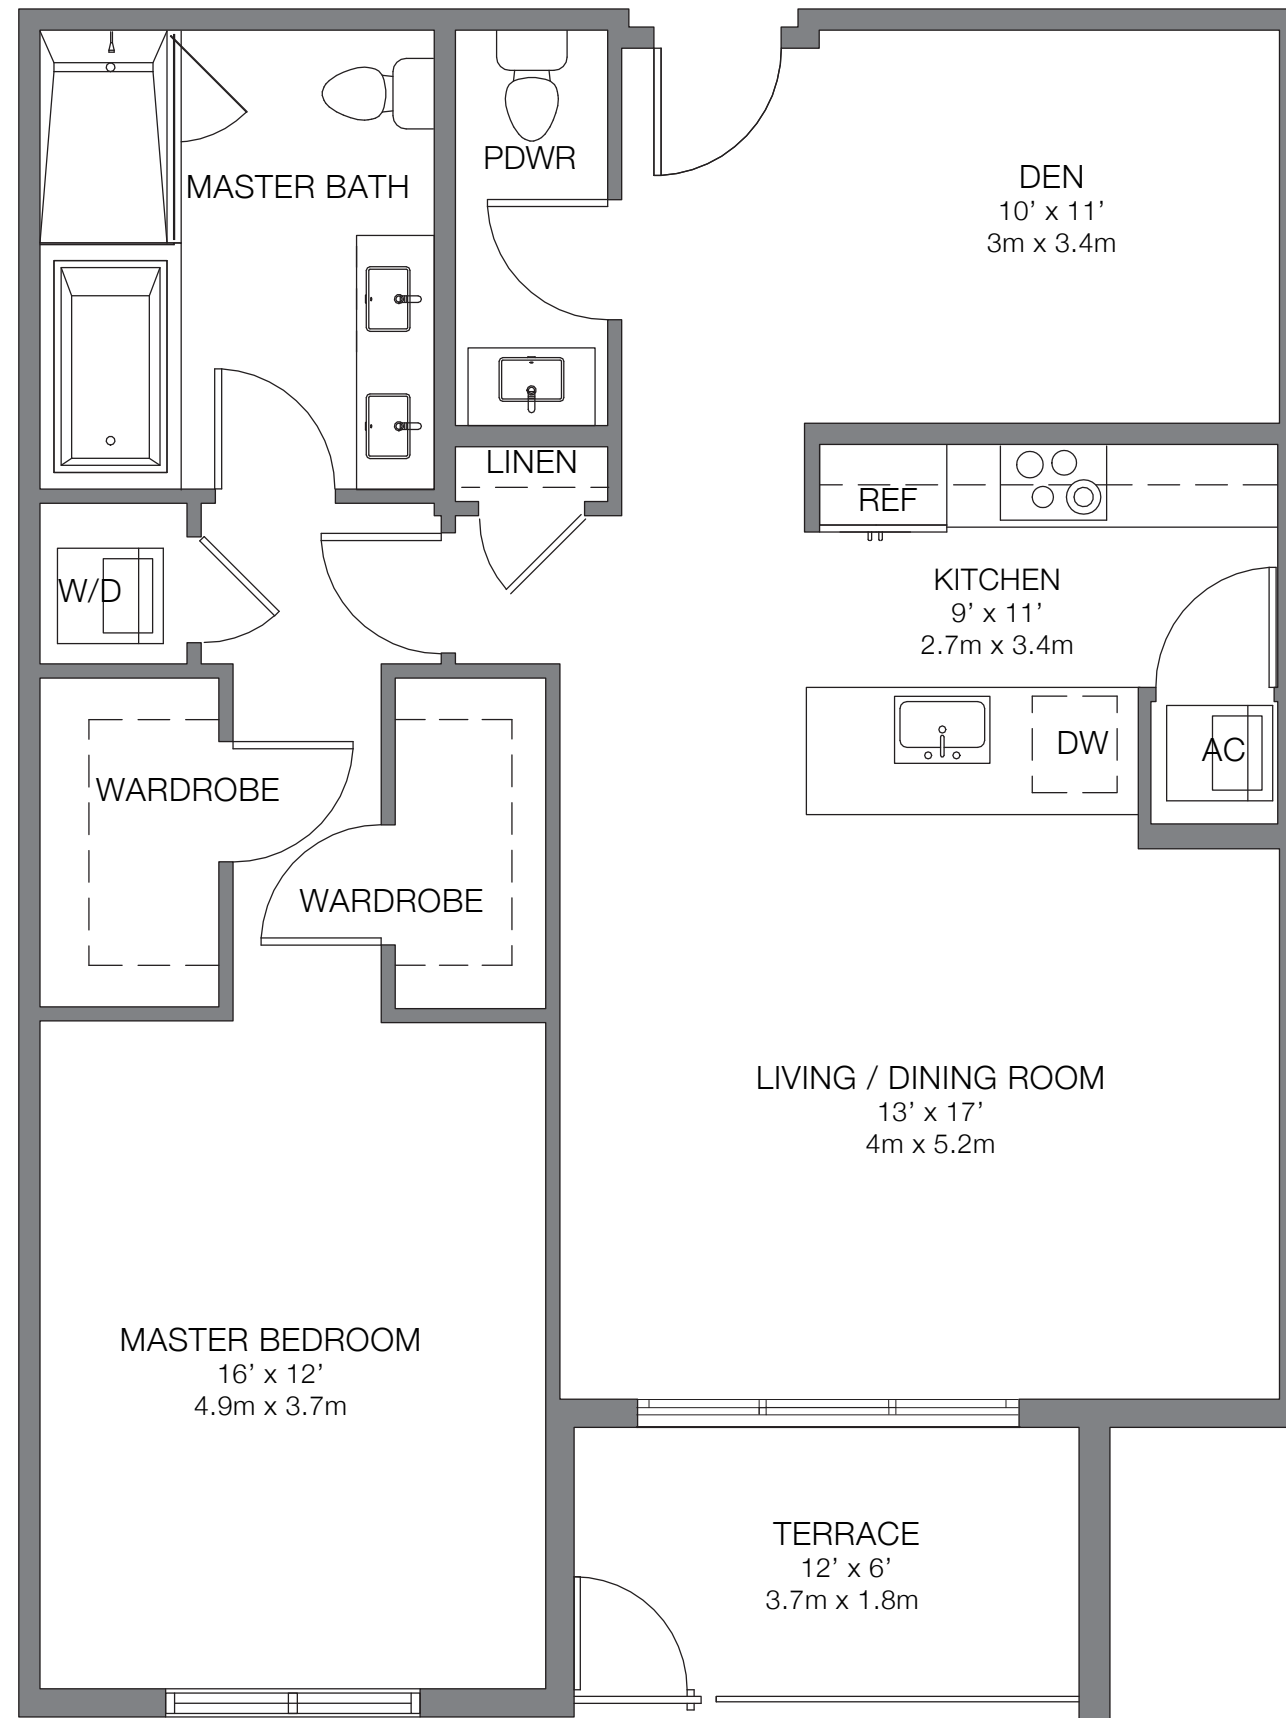 MASTER BATH
PDWR
DEN
10’ x 11’
3m x 3.4m
LINEN
REF
W/D
KITCHEN
9’ x 11’
2.7m x 3.4m
DW
AC
WARDROBE
WARDROBE
LIVING / DINING ROOM
13’ x 17’
4m x 5.2m
MASTER BEDROOM
16’ x 12’
4.9m x 3.7m
TERRACE
12’ x 6’
3.7m x 1.8m